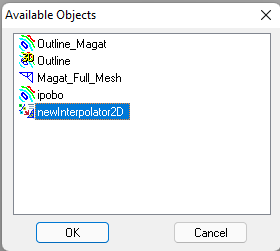 Available Objects
Outline_Magat
Outline
Magat_Full_Mesh
ipobo
newInterpolator2D
OK
Cancel